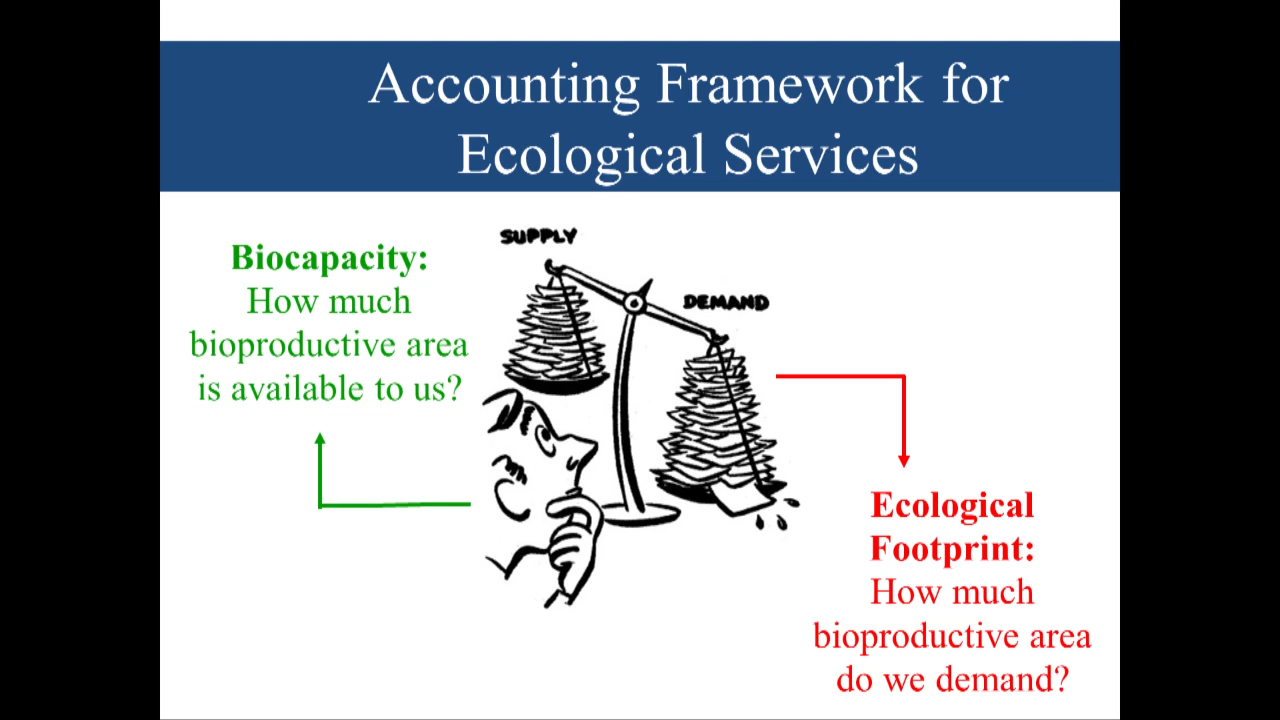 Accounting Framework for
Ecological Services
SUPPLY
Biocapacity:
How much
bioproductive area
is available to us?
DEMAND
Ecological
Footprint:
How much
bioproductive area
do we demand?